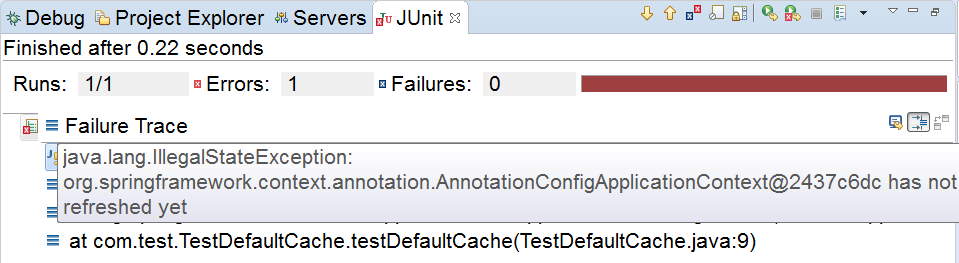 Debug Project Explorer Servers JUnit
Finished after 0.22 seconds
Runs: 1/1 Errors: 1 Failures: 0
Failure Trace
java.lang.IllegalStateException:
org.springframework.context.annotation.AnnotationConfigApplicationContext@2437c6dc has not
refreshed yet
at com.test.TestDefaultCache.testDefaultCache(TestDefaultCache.java:9)